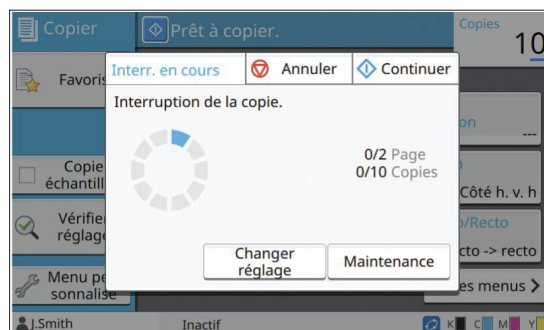 Copier
Prêt à copier.
Copies
10
Favoris
Interr. en cours
Annuler
Continuer
Interruption de la copie.
0/2 Page
0/10 Copies
on
---
Copie
échantill
Côté h. v. h
Vérifie
réglage
o/Recto
cto -> recto
Changer
réglage
Maintenance
Menu pe
sonnalisé
es menus
J.Smith
Inactif
K C M Y